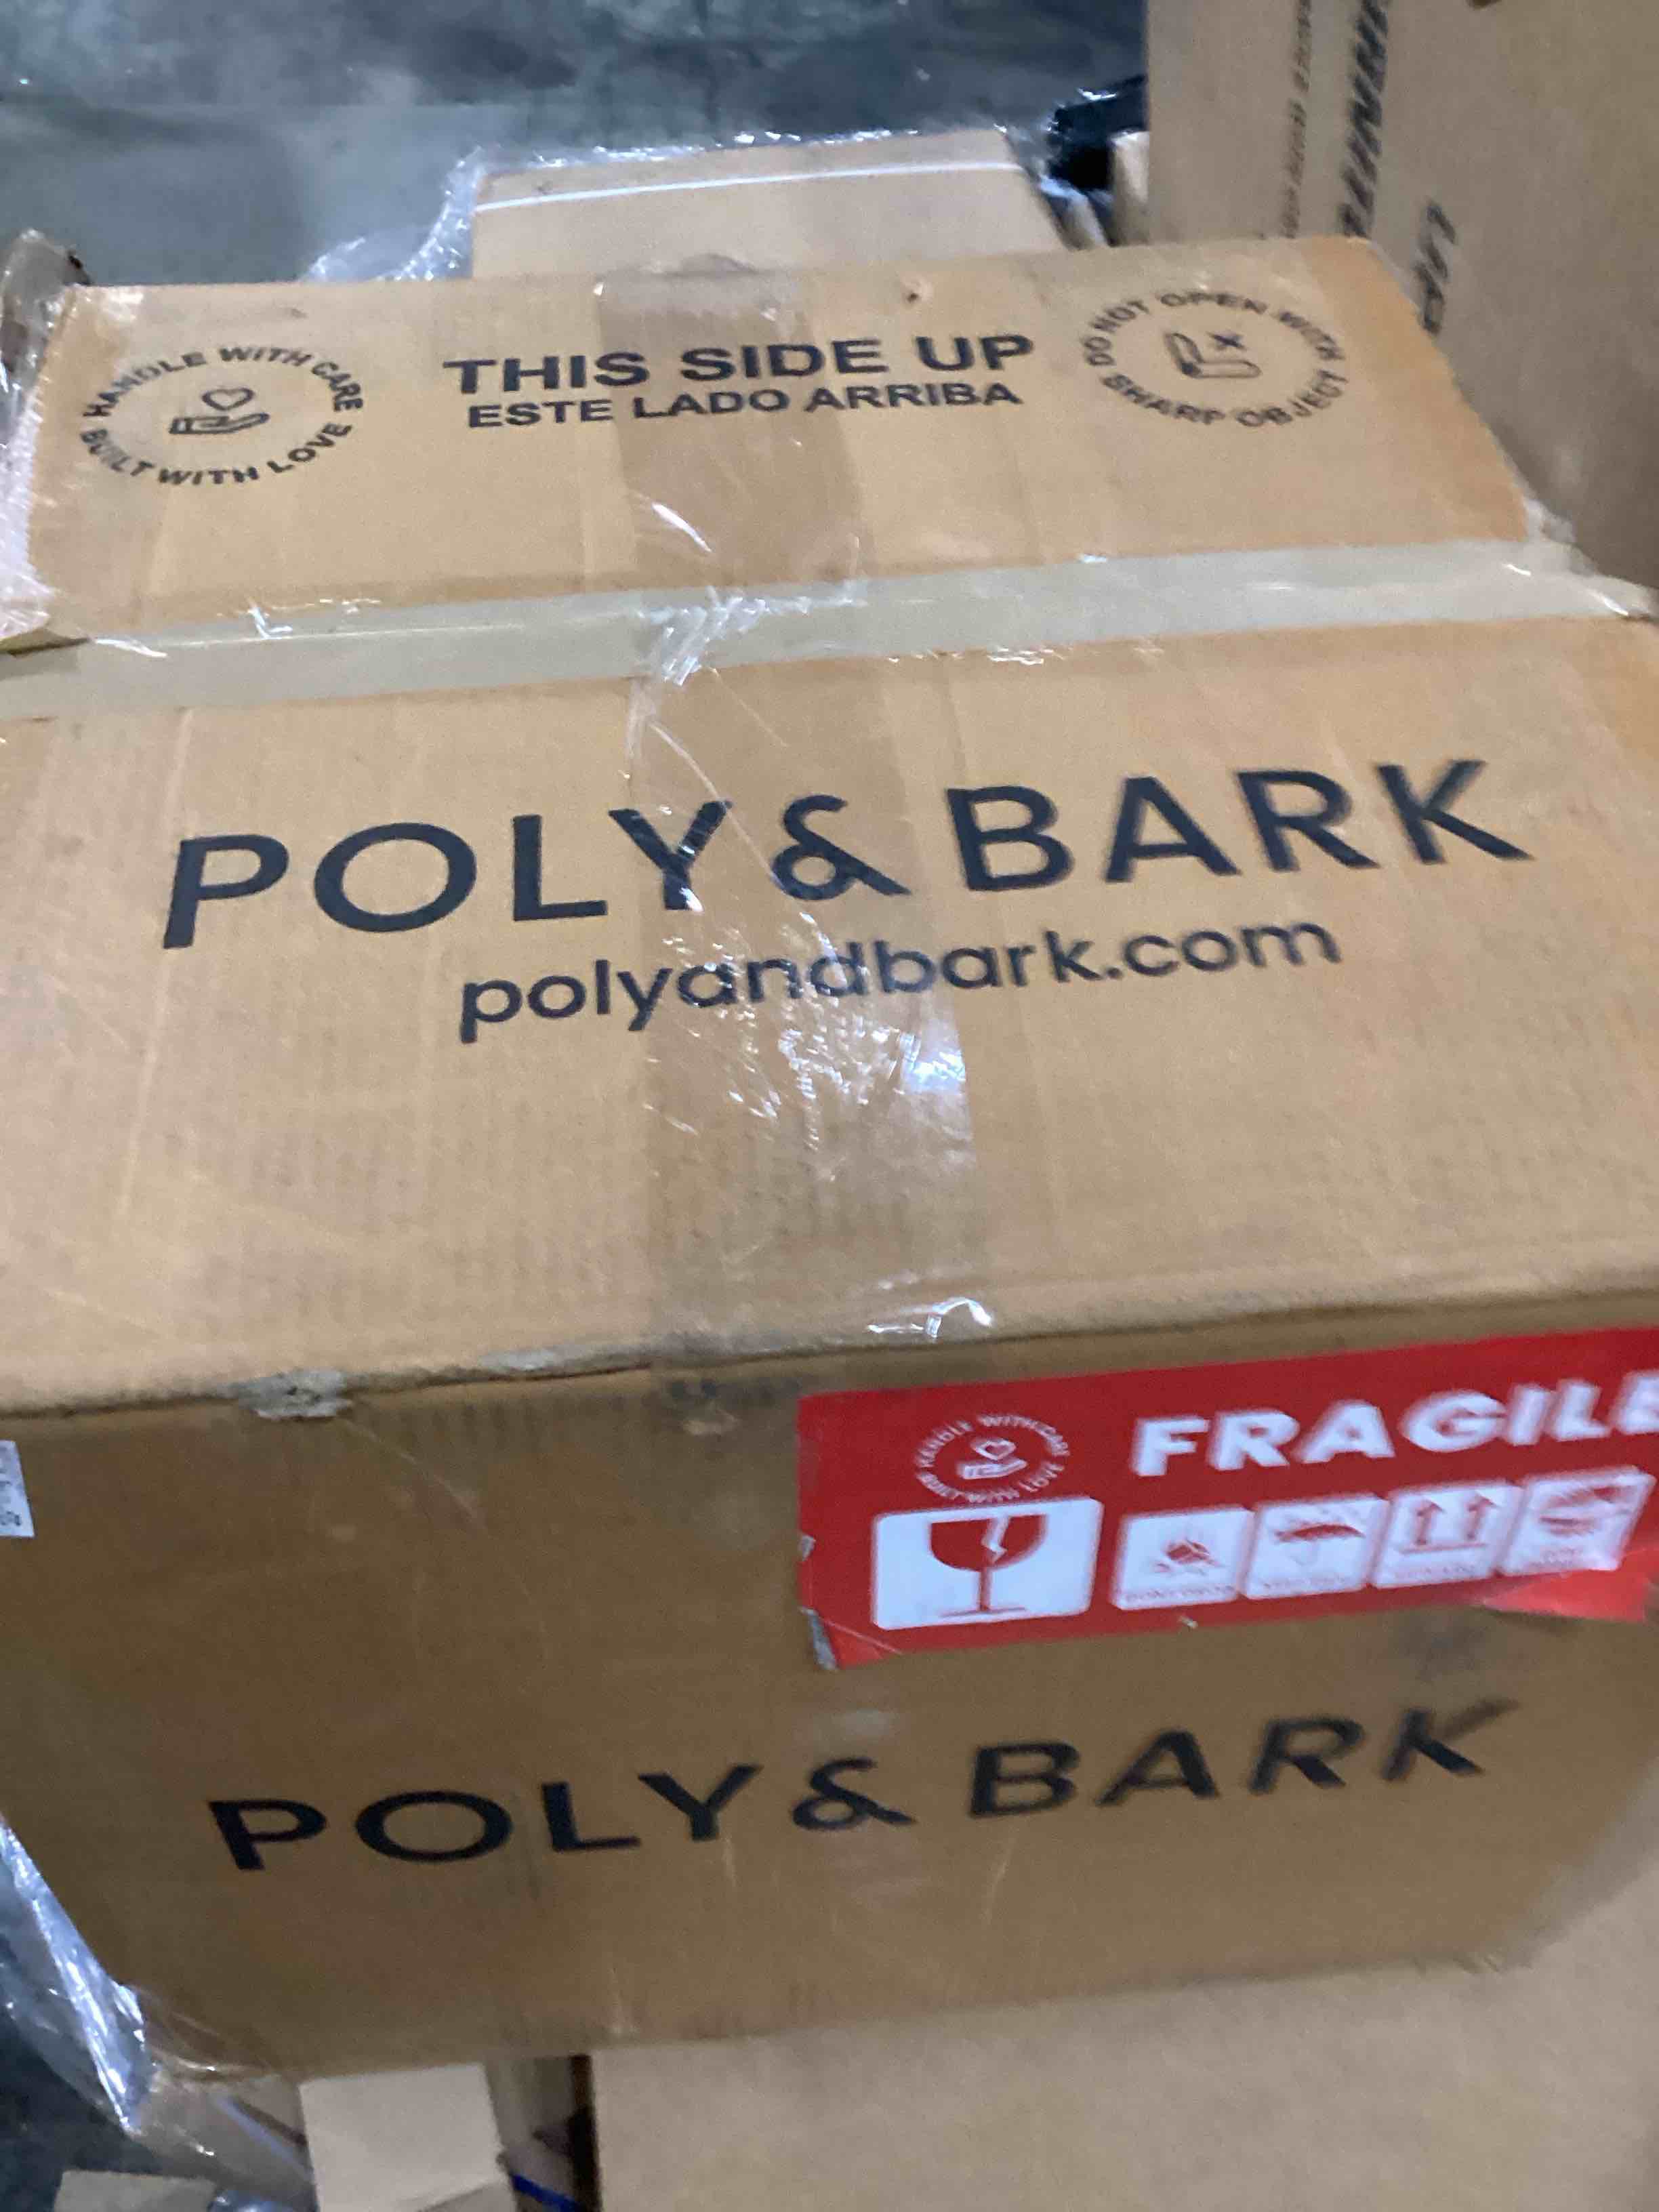 THIS SIDE UP
ESTE LADO ARRIBA
HANDLE WITH CARE
BUILT WITH LOVE
DO NOT OPEN WITH
SHARP OBJECT
POLY & BARK
polyandbark.com
FRAGILE
HANDLE WITH CARE
BUILT WITH LOVE
POLY & BARK
UP